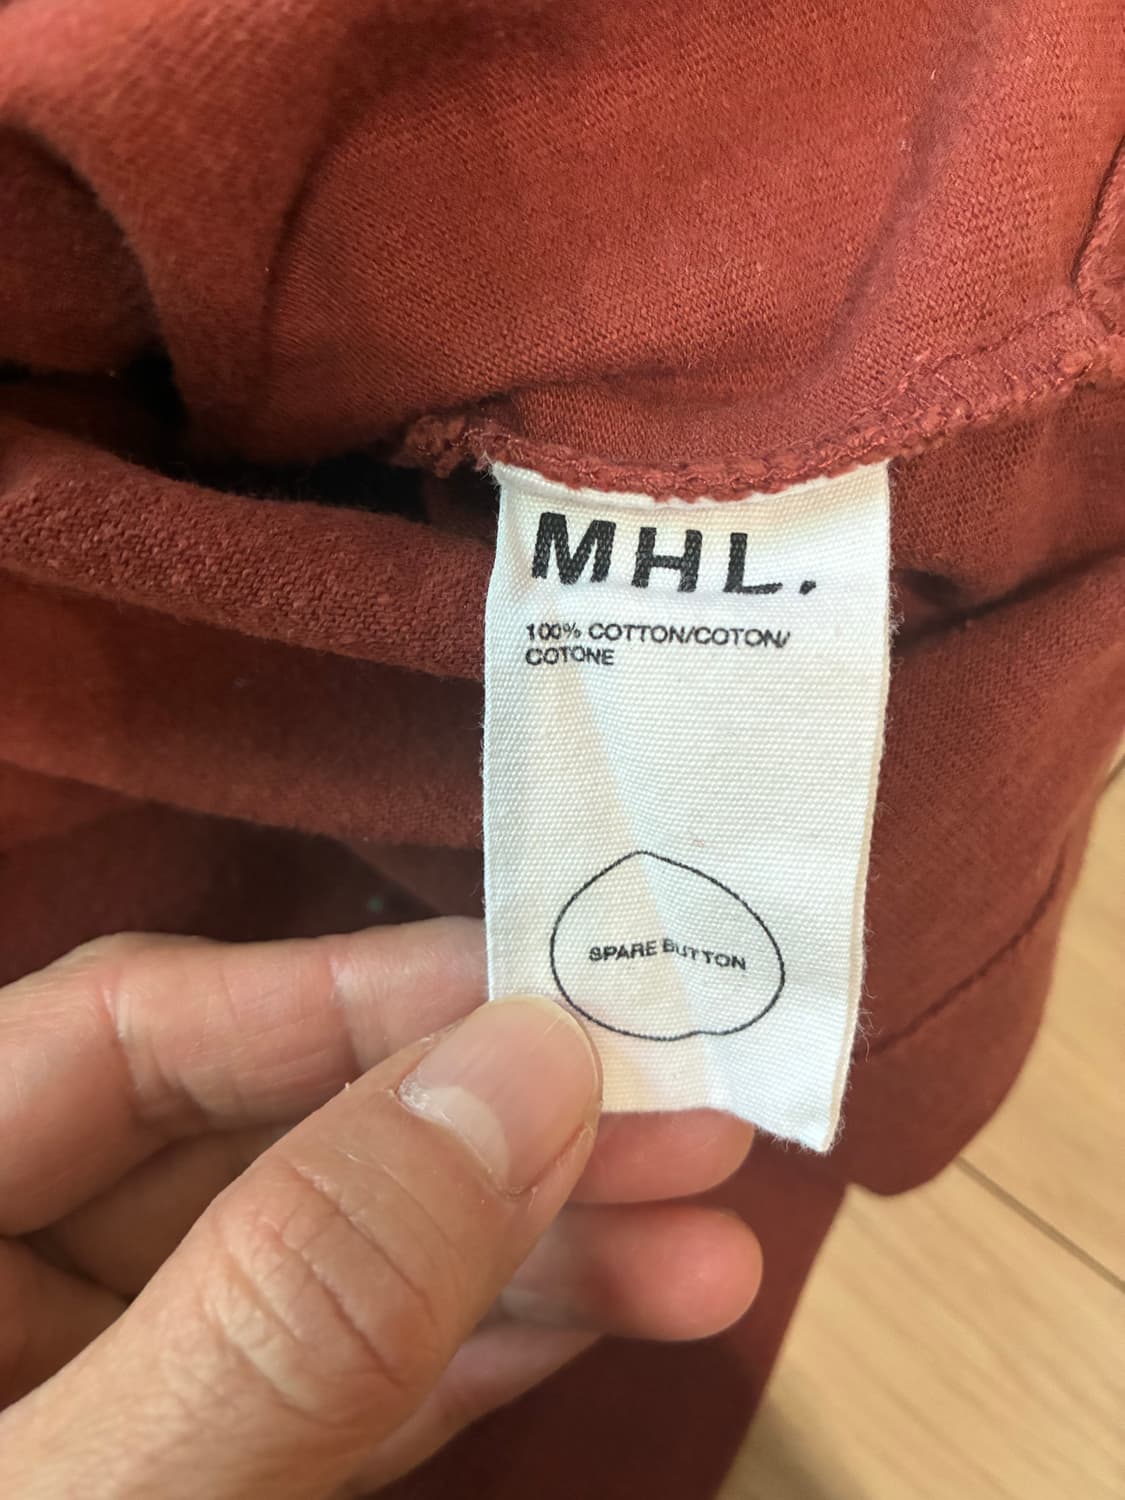 MHL.
100% COTTON/COTON/
COTONE
SPARE BUTTON